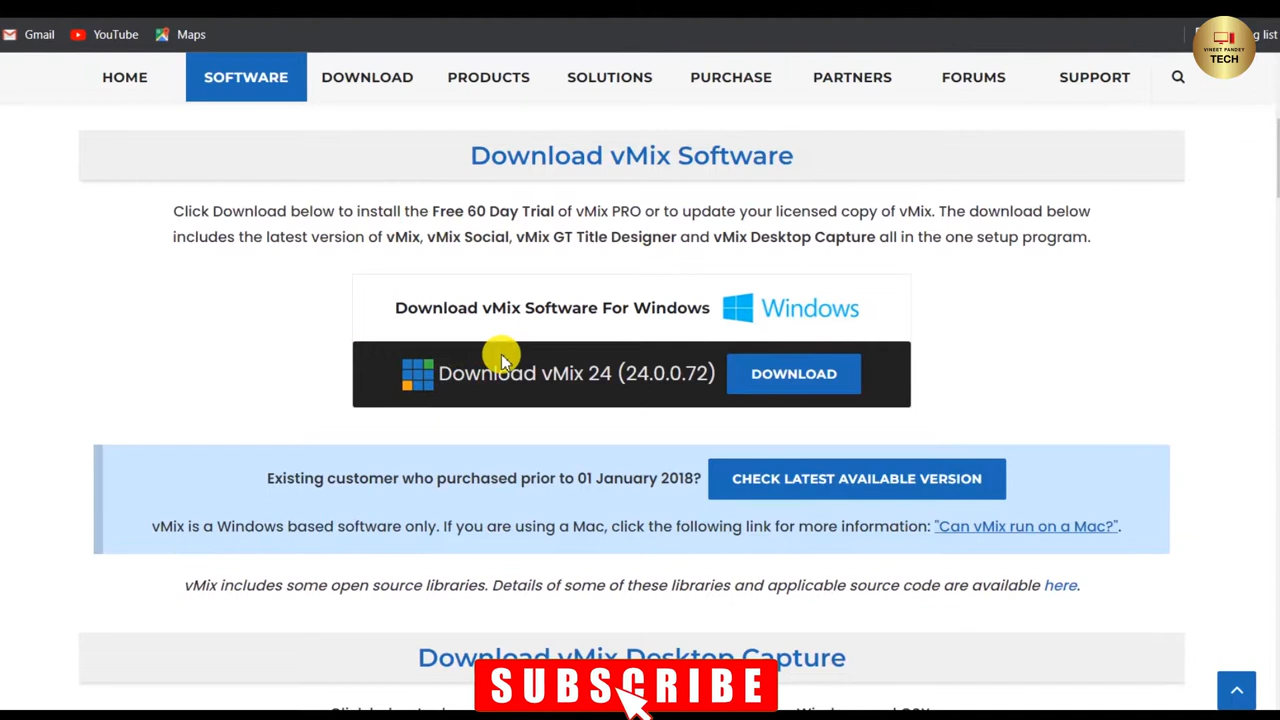 Gmail YouTube Maps g list
VINEET PANDEY
TECH
HOME SOFTWARE DOWNLOAD PRODUCTS SOLUTIONS PURCHASE PARTNERS FORUMS SUPPORT
Download vMix Software
Click Download below to install the Free 60 Day Trial of vMix PRO or to update your licensed copy of vMix. The download below
includes the latest version of vMix, vMix Social, vMix GT Title Designer and vMix Desktop Capture all in the one setup program.
Download vMix Software For Windows Windows
Download vMix 24 (24.0.0.72) DOWNLOAD
Existing customer who purchased prior to 01 January 2018? CHECK LATEST AVAILABLE VERSION
vMix is a Windows based software only. If you are using a Mac, click the following link for more information: "Can vMix run on a Mac?".
vMix includes some open source libraries. Details of some of these libraries and applicable source code are available here.
Download vMix Desktop Capture
SUBSCRIBE